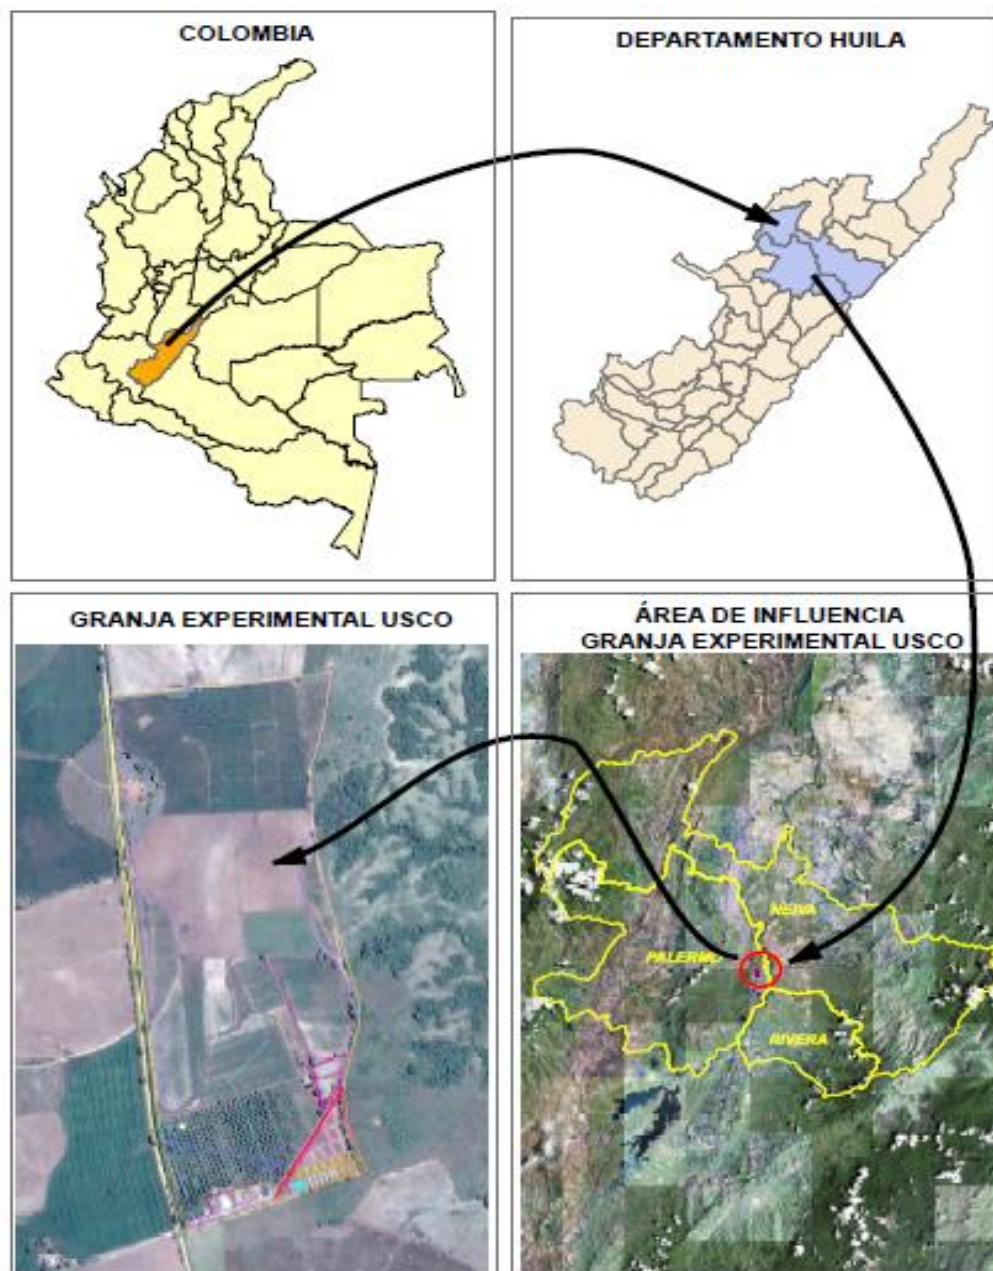 COLOMBIA
DEPARTAMENTO HUILA
GRANJA EXPERIMENTAL USCO
ÁREA DE INFLUENCIA
GRANJA EXPERIMENTAL USCO
NEIVA
PALERMO
RIVERA